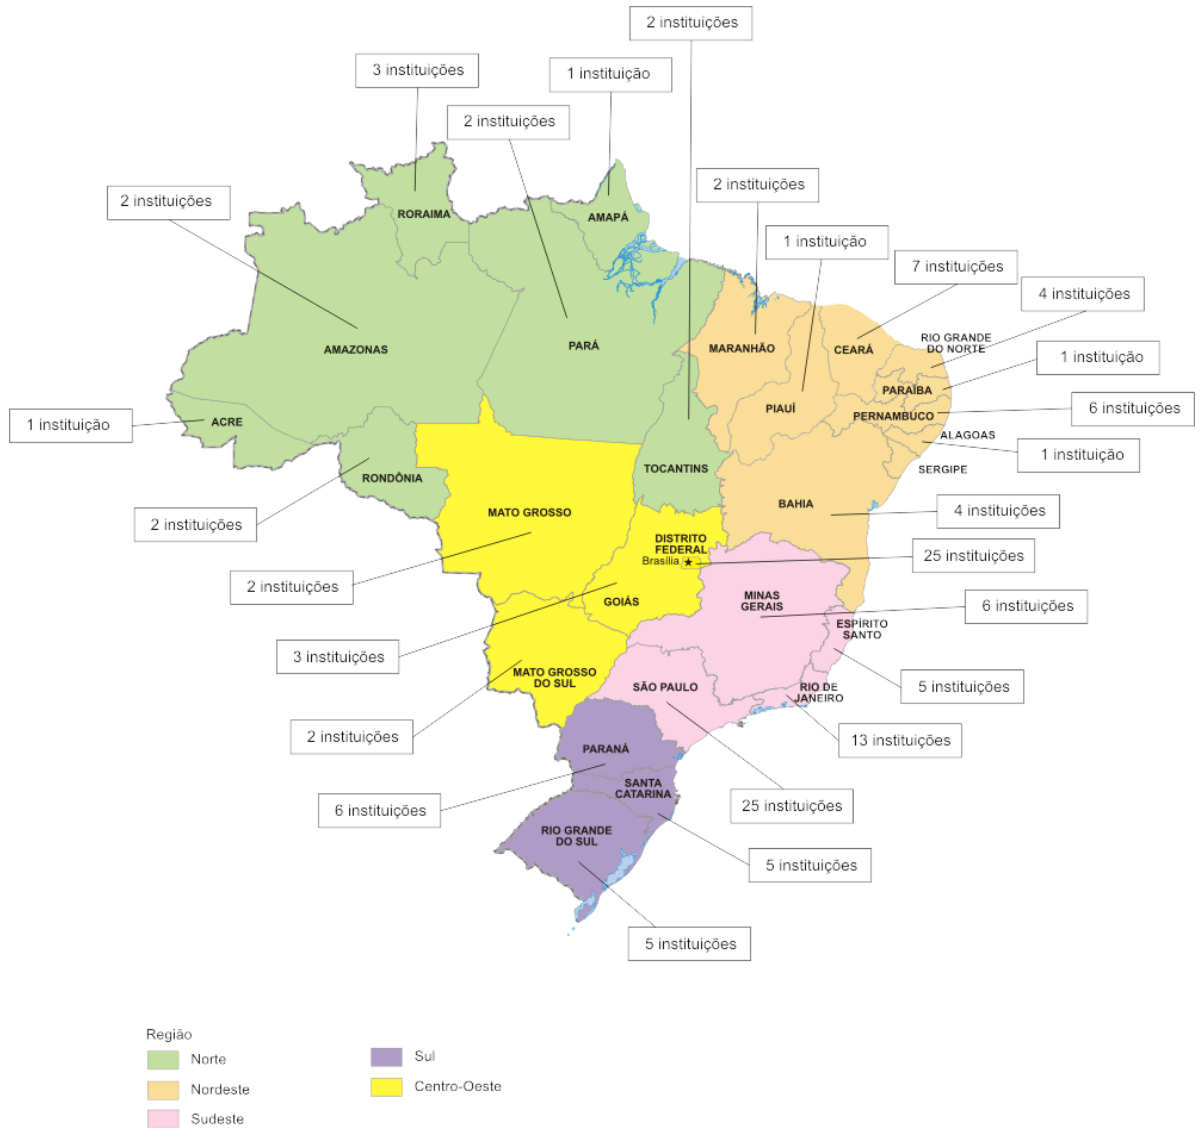 2 instituições
3 instituições
1 instituição
2 instituições
2 instituições
2 instituições
RORAIMA
AMAPÁ
1 instituição
7 instituições
4 instituições
RIO GRANDE
DO NORTE
AMAZONAS
PARÁ
MARANHÃO
CEARÁ
1 instituição
PARAÍBA
PIAUÍ
PERNAMBUCO
6 instituições
1 instituição
ACRE
ALAGOAS
1 instituição
SERGIPE
RONDÔNIA
TOCANTINS
BAHIA
MATO GROSSO
4 instituições
2 instituições
DISTRITO
FEDERAL
Brasília
25 instituições
2 instituições
GOIÁS
MINAS
GERAIS
6 instituições
ESPÍRITO
SANTO
3 instituições
MATO GROSSO
DO SUL
SÃO PAULO
RIO DE
JANEIRO
5 instituições
2 instituições
13 instituições
PARANÁ
SANTA
CATARINA
6 instituições
25 instituições
RIO GRANDE
DO SUL
5 instituições
5 instituições
Região
Norte
Nordeste
Sudeste
Sul
Centro-Oeste